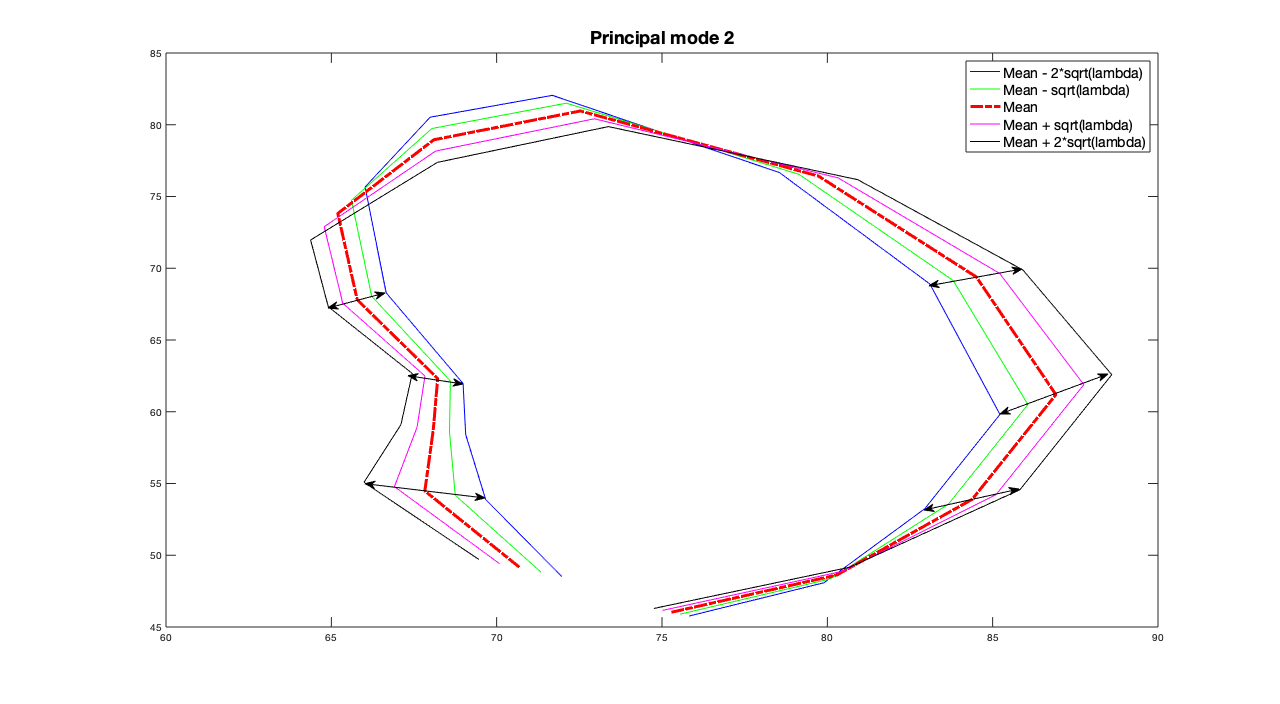 Principal mode 2
Mean - 2*sqrt(lambda)
Mean - sqrt(lambda)
Mean
Mean + sqrt(lambda)
Mean + 2*sqrt(lambda)
85
80
75
70
65
60
55
50
45
60 65 70 75 80 85 90